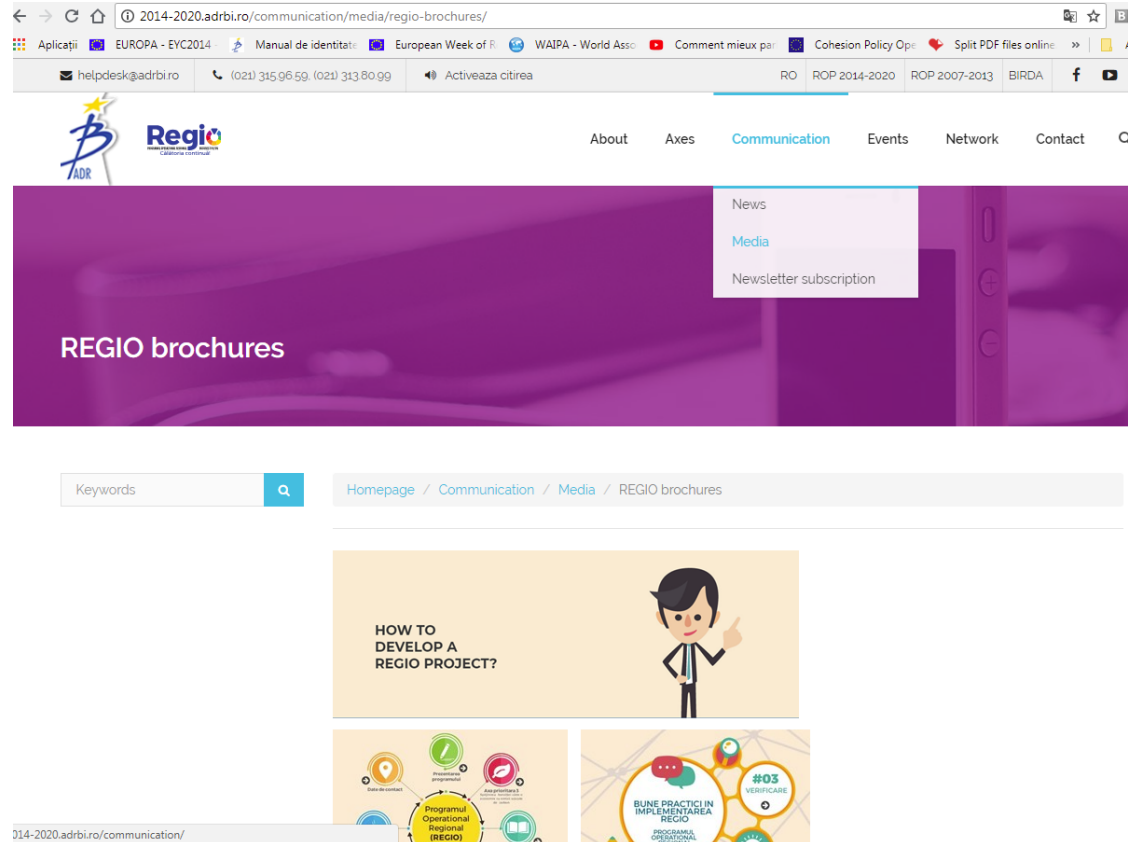 2014-2020.adrbi.ro/communication/media/regio-brochures/
Aplicații EUROPA - EYC2014 - Manual de identitate European Week of R WAIPA - World Asso Comment mieux par Cohesion Policy Ope Split PDF files online »
helpdesk@adrbi.ro (021) 315.96.59, (021) 313.80.99 Activeaza citirea RO ROP 2014-2020 ROP 2007-2013 BIRDA
ADR
Regio
Călătoria continuă!
About Axes Communication Events Network Contact
News
Media
Newsletter subscription
REGIO brochures
Keywords
Homepage / Communication / Media / REGIO brochures
HOW TO
DEVELOP A
REGIO PROJECT?
Date de contact
Prezentarea
programului
Axa prioritara 3
Programul
Operational
Regional
(REGIO)
BUNE PRACTICI IN
IMPLEMENTAREA
REGIO
PROGRAMUL
OPERATIONAL
#03
VERIFICARE
014-2020.adrbi.ro/communication/